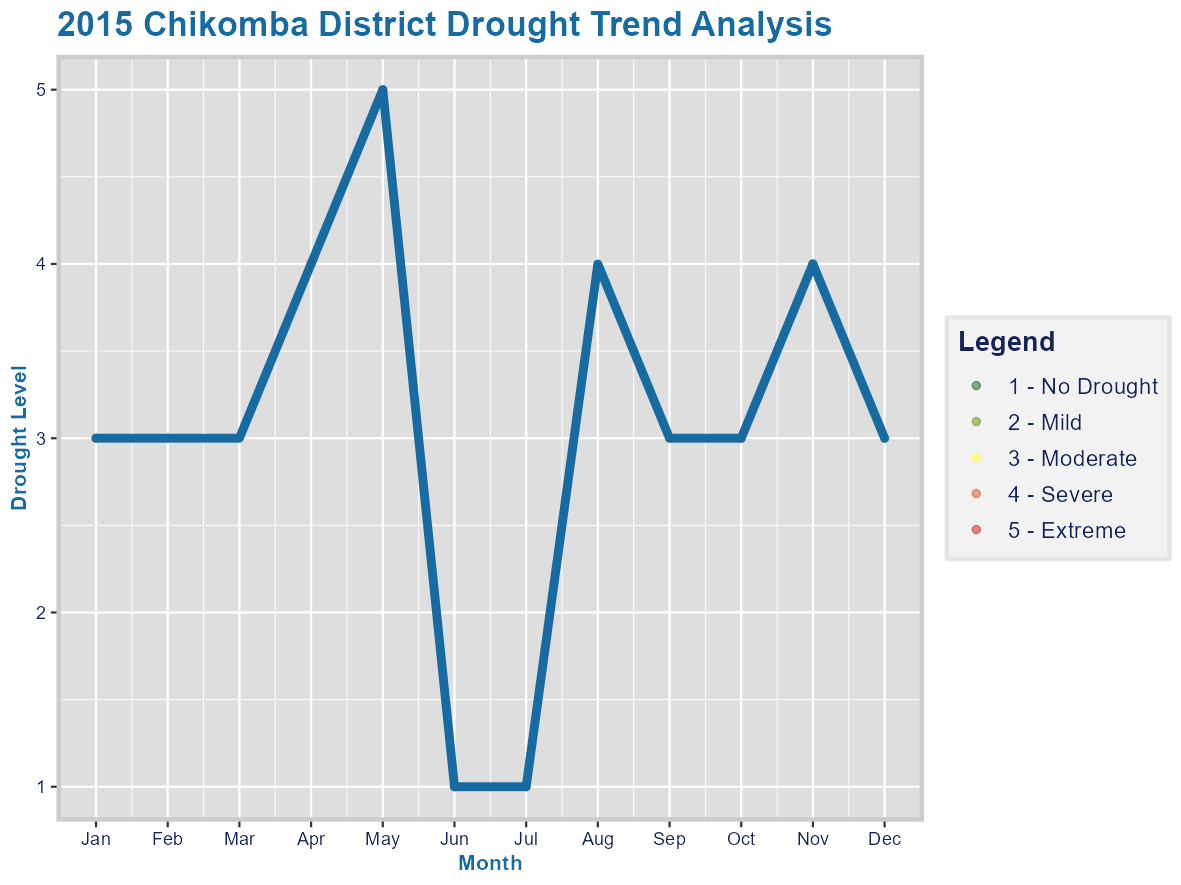 2015 Chikomba District Drought Trend Analysis
5
4
3
2
1
Drought Level
Jan Feb Mar Apr May Jun Jul Aug Sep Oct Nov Dec
Month
Legend
1 - No Drought
2 - Mild
3 - Moderate
4 - Severe
5 - Extreme